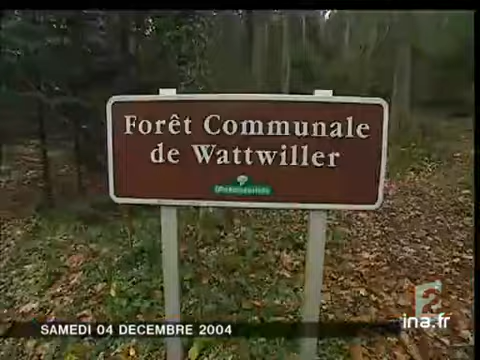 Forêt Communale
de Wattwiller
SAMEDI 04 DECEMBRE 2004
2
ina.fr